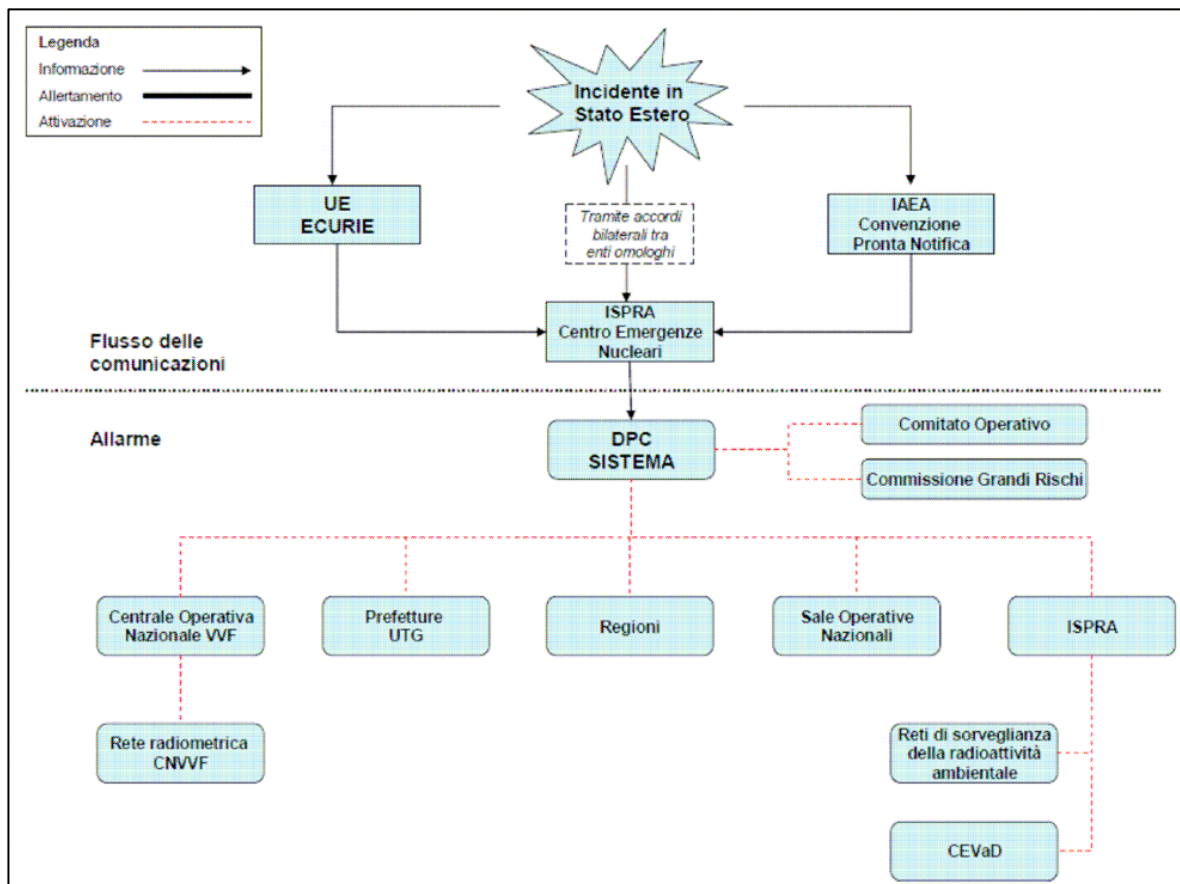 Legenda
Informazione
Allertamento
Attivazione
Incidente in
Stato Estero
UE
ECURIE
Tramite accordi
bilaterali tra
enti omologhi
IAEA
Convenzione
Pronta Notifica
ISPRA
Centro Emergenze
Nucleari
Flusso delle
comunicazioni
Allarme
DPC
SISTEMA
Comitato Operativo
Commissione Grandi Rischi
Centrale Operativa
Nazionale VVF
Prefetture
UTG
Regioni
Sale Operative
Nazionali
ISPRA
Rete radiometrica
CNVVF
Reti di sorveglianza
della radioattività
ambientale
CEVaD